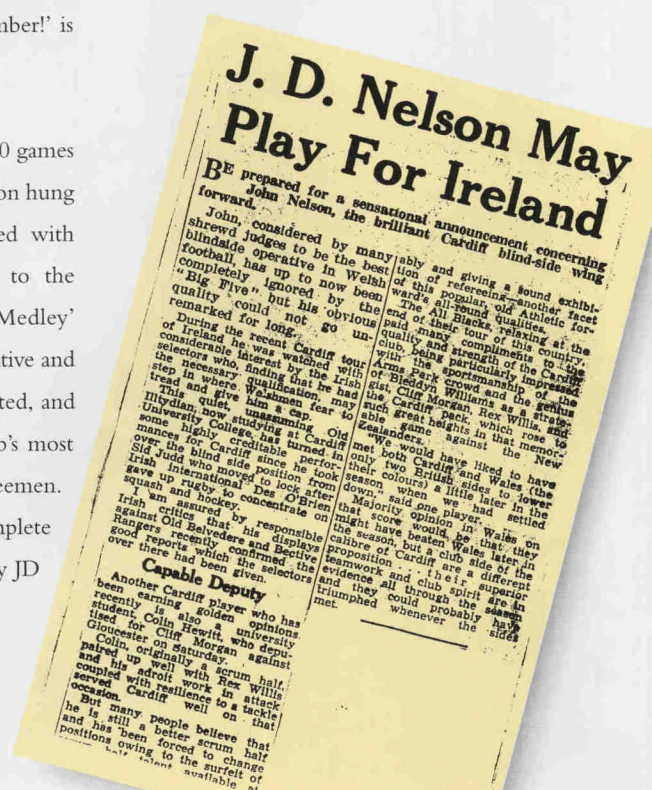 mber!’ is
0 games
on hung
ed with
to the
Medley’
tive and
ted, and
b’s most
eemen.
mplete
y JD
J. D. Nelson May
Play For Ireland
BE prepared for a sensational announcement concerning
John Nelson, the brilliant Cardiff blind-side wing
forward.
John, considered by many
shrewd judges to be the best
blindside operative in Welsh
football, has up to now been
completely ignored by the
“Big Five” but his obvious
quality could not go un-
remarked for long.
During the recent Cardiff tour
of Ireland he was watched with
considerable interest by the Irish
selectors who, finding that he had
the necessary qualification, may
step in where Welshmen fear to
tread and give him a cap.
This quiet, unassuming Old
Illtydian, now studying at Cardiff
University College, has turned in
some highly creditable perfor-
mances for Cardiff since he took
over the blind side position from
Sid Judd who moved to lock after
Irish international Des O’Brien
gave up rugby to concentrate on
squash and hockey.
I am assured by responsible
Irish critics that his displays
against Old Belvedere and Bective
Rangers recently confirmed the
good reports which the selectors
over there had been given.
Capable Deputy
Another Cardiff player who has
been earning golden opinions
recently is also a university
student, Colin Hewitt, who depu-
tised for Cliff Morgan against
Gloucester on Saturday.
Colin, originally a scrum half,
paired up well with Rex Willis
and his adroit work in attack
coupled with resilience to a tackle
served Cardiff well on that
occasion.
But many people believe that
he is still a better scrum half
and has been forced to change
positions owing to the surfeit of
half talent available at
ably and giving a sound exhibi-
tion of refereeing—another facet
of this popular old Athletic for-
ward’s all-round qualities.
The All Blacks, relaxing at the
end of their tour of this country,
paid many compliments to the
quality and strength of the Cardiff
club, being particularly impressed
with the sportsmanship of the
Arms Park crowd and the genius
of Bleddyn Williams as a strate-
gist, Cliff Morgan, Rex Willis, and
the Cardiff pack, which rose to
such great heights in that memor-
able game against the New
Zealanders.
“We would have liked to have
met both Cardiff and Wales (the
only two British sides to lower
their colours) a little later in the
season when we had settled
down,” said one player.
Majority opinion in Wales on
that score would be that they
might have beaten Wales later in
the season, but a club side of the
calibre of Cardiff are a different
proposition . . . their superior
teamwork and club spirit are in
evidence all through the season
and they could probably have
triumphed whenever the sides
met.